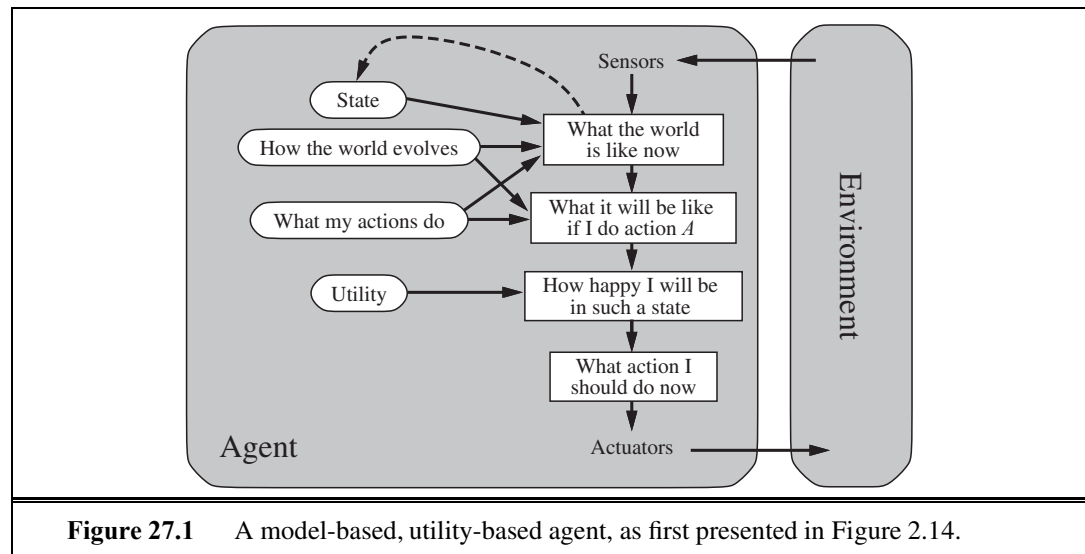 Sensors
State
What the world
is like now
How the world evolves
What my actions do
What it will be like
if I do action A
Utility
How happy I will be
in such a state
What action I
should do now
Agent
Actuators
Environment
Figure 27.1 A model-based, utility-based agent, as first presented in Figure 2.14.